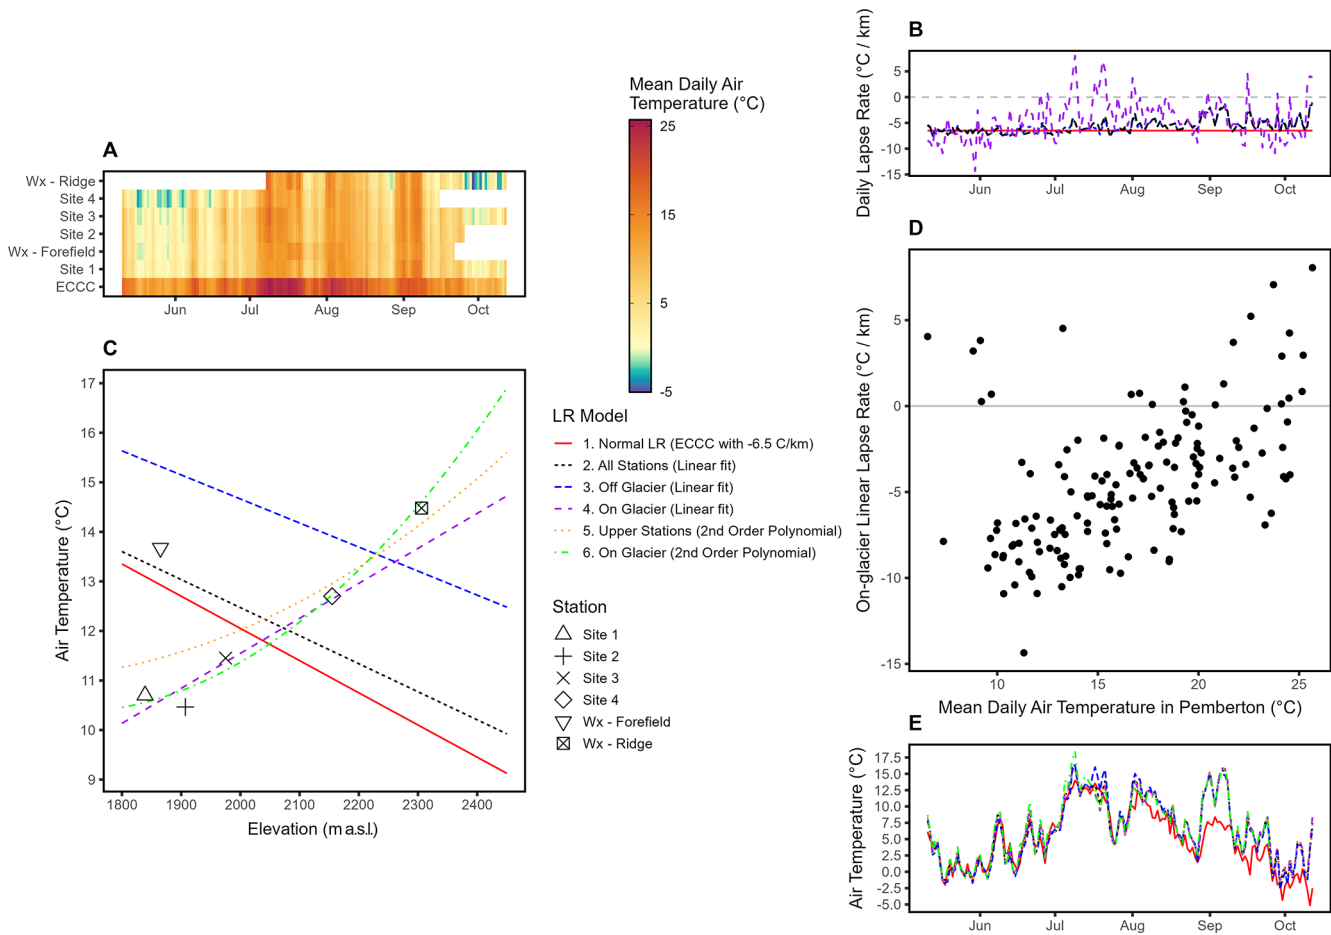 A
Wx - Ridge
Site 4
Site 3
Site 2
Wx - Forefield
Site 1
ECCC
Jun Jul Aug Sep Oct
Mean Daily Air
Temperature (°C)
25
15
5
-5
B
Daily Lapse Rate (°C / km)
5
0
-5
-10
-15
Jun Jul Aug Sep Oct
C
Air Temperature (°C)
17
16
15
14
13
12
11
10
9
1800 1900 2000 2100 2200 2300 2400
Elevation (m a.s.l.)
LR Model
1. Normal LR (ECCC with -6.5 C/km)
2. All Stations (Linear fit)
3. Off Glacier (Linear fit)
4. On Glacier (Linear fit)
5. Upper Stations (2nd Order Polynomial)
6. On Glacier (2nd Order Polynomial)
Station
Site 1
Site 2
Site 3
Site 4
Wx - Forefield
Wx - Ridge
D
On-glacier Linear Lapse Rate (°C / km)
5
0
-5
-10
-15
10 15 20 25
Mean Daily Air Temperature in Pemberton (°C)
E
Air Temperature (°C)
17.5
15.0
12.5
10.0
7.5
5.0
2.5
0.0
-2.5
-5.0
Jun Jul Aug Sep Oct